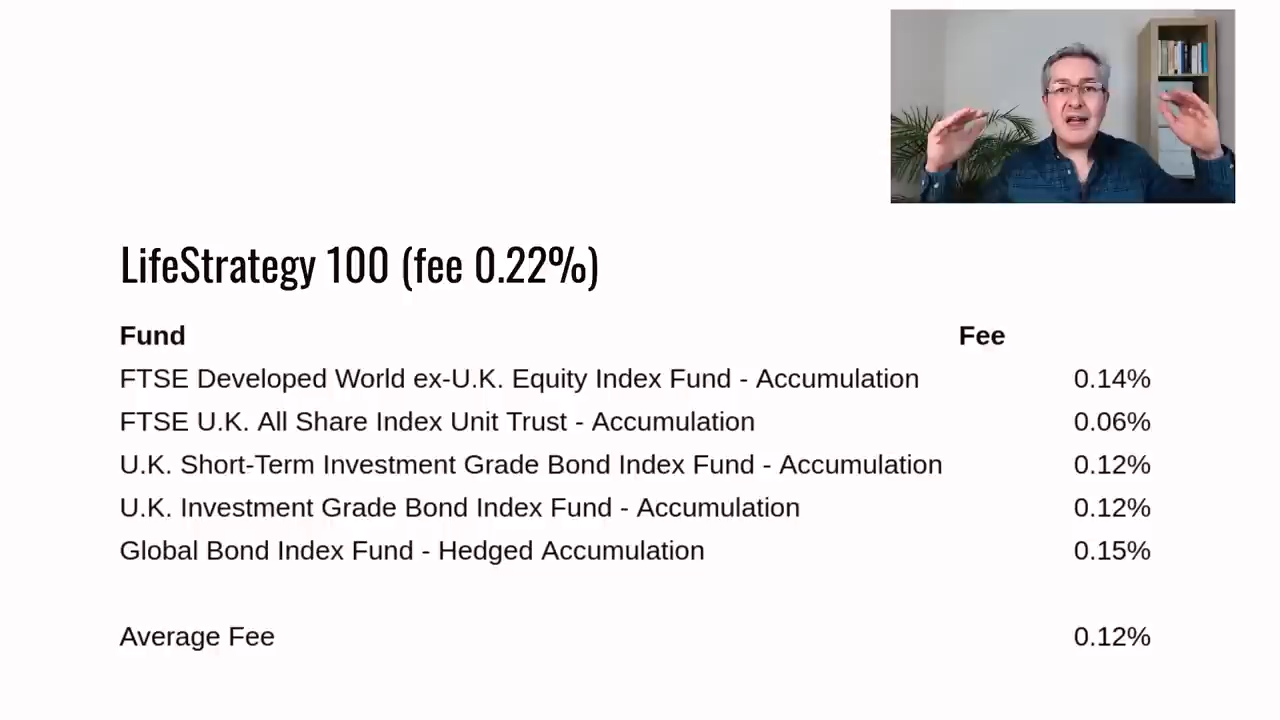 LifeStrategy 100 (fee 0.22%)
Fund Fee
FTSE Developed World ex-U.K. Equity Index Fund - Accumulation 0.14%
FTSE U.K. All Share Index Unit Trust - Accumulation 0.06%
U.K. Short-Term Investment Grade Bond Index Fund - Accumulation 0.12%
U.K. Investment Grade Bond Index Fund - Accumulation 0.12%
Global Bond Index Fund - Hedged Accumulation 0.15%
Average Fee 0.12%